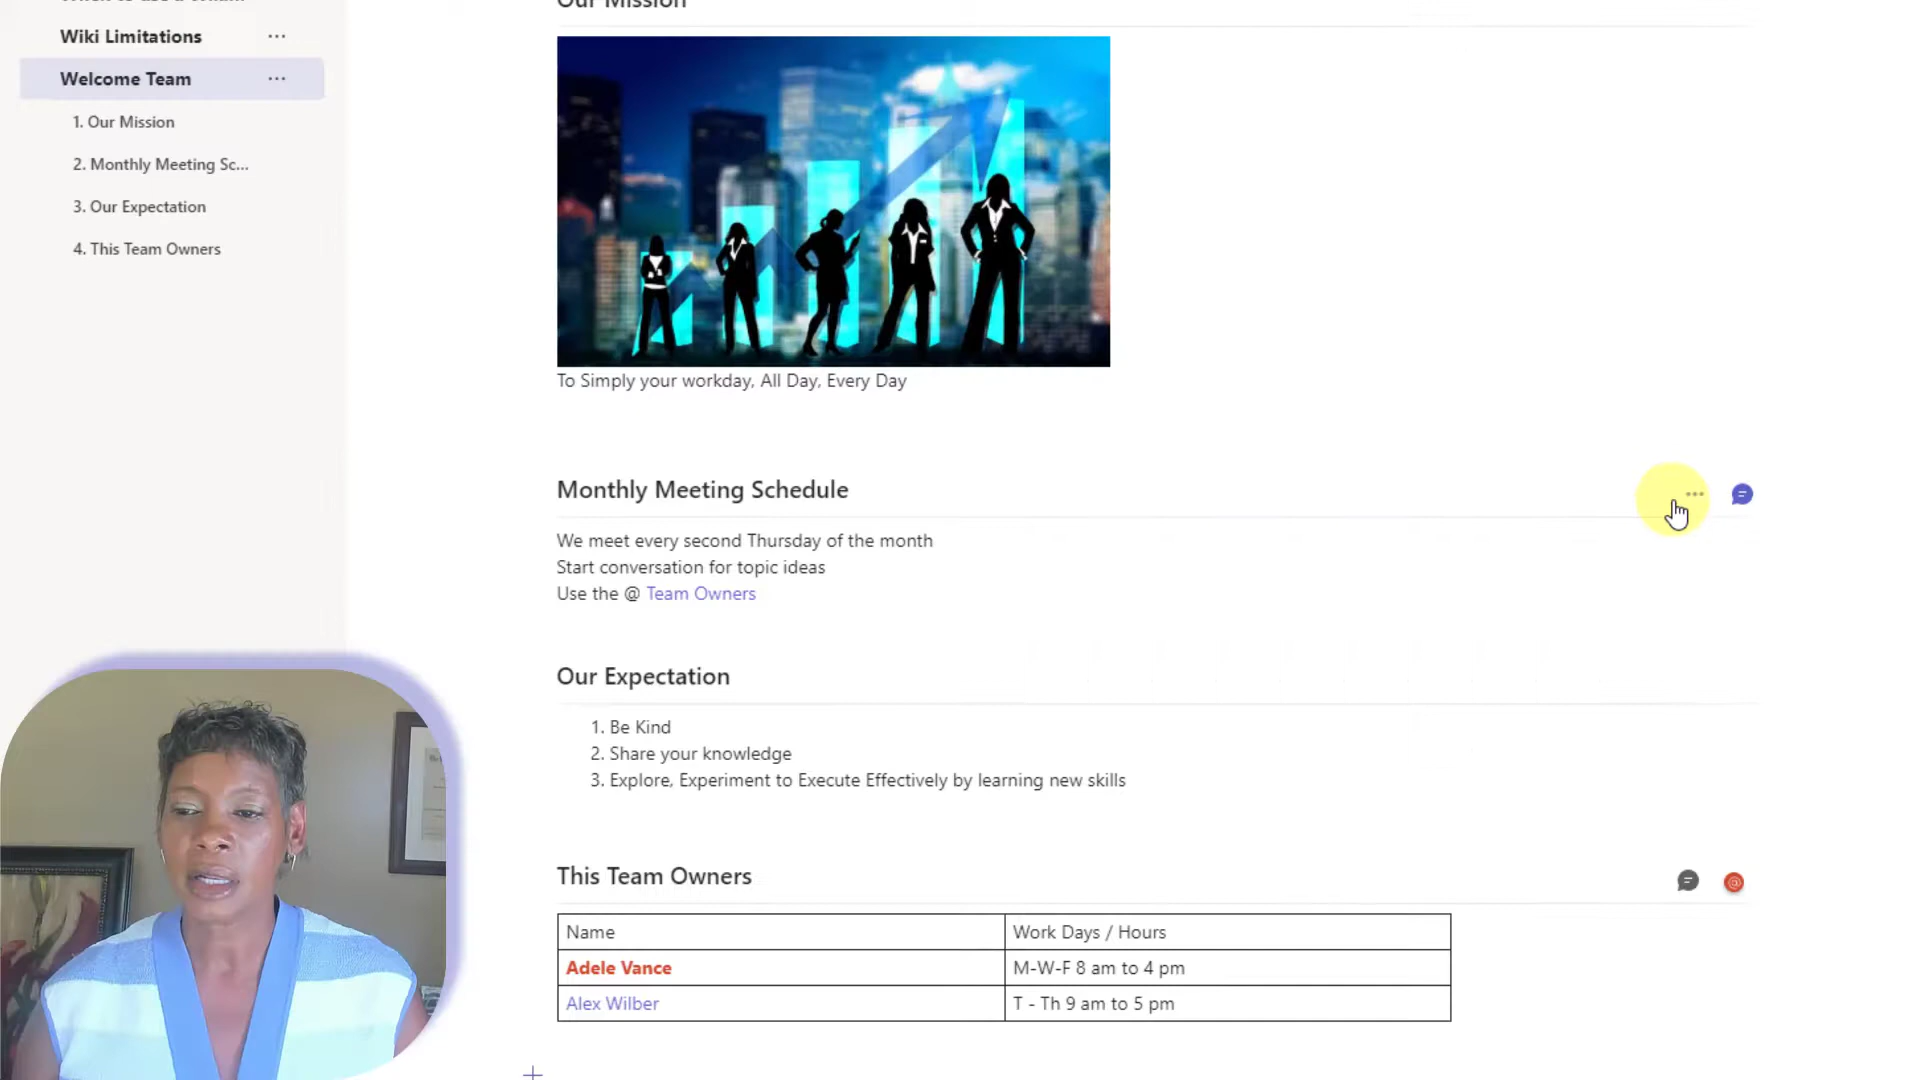 Wiki Limitations
Welcome Team
1. Our Mission
2. Monthly Meeting Sc...
3. Our Expectation
4. This Team Owners
Our Mission
To Simply your workday, All Day, Every Day
Monthly Meeting Schedule
We meet every second Thursday of the month
Start conversation for topic ideas
Use the @ Team Owners
Our Expectation
1. Be Kind
2. Share your knowledge
3. Explore, Experiment to Execute Effectively by learning new skills
This Team Owners
Name
Work Days / Hours
Adele Vance
M-W-F 8 am to 4 pm
Alex Wilber
T - Th 9 am to 5 pm